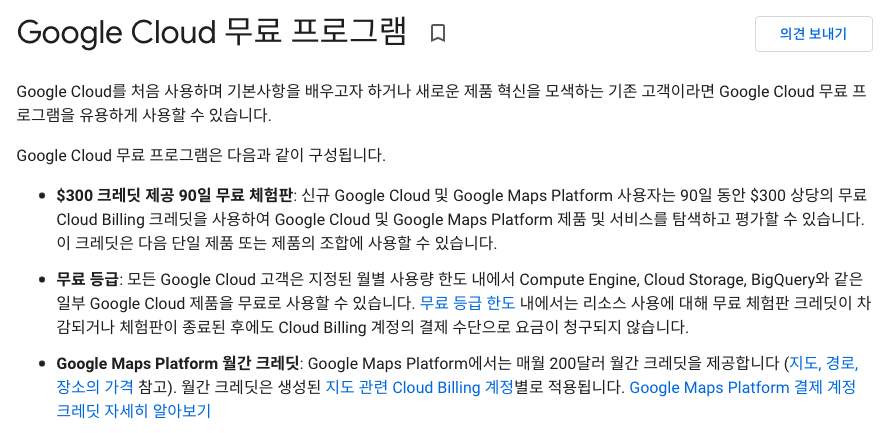 Google Cloud 무료 프로그램
의견 보내기
Google Cloud를 처음 사용하며 기본사항을 배우고자 하거나 새로운 제품 혁신을 모색하는 기존 고객이라면 Google Cloud 무료 프
로그램을 유용하게 사용할 수 있습니다.
Google Cloud 무료 프로그램은 다음과 같이 구성됩니다.
• $300 크레딧 제공 90일 무료 체험판: 신규 Google Cloud 및 Google Maps Platform 사용자는 90일 동안 $300 상당의 무료
Cloud Billing 크레딧을 사용하여 Google Cloud 및 Google Maps Platform 제품 및 서비스를 탐색하고 평가할 수 있습니다.
이 크레딧은 다음 단일 제품 또는 제품의 조합에 사용할 수 있습니다.
• 무료 등급: 모든 Google Cloud 고객은 지정된 월별 사용량 한도 내에서 Compute Engine, Cloud Storage, BigQuery와 같은
일부 Google Cloud 제품을 무료로 사용할 수 있습니다. 무료 등급 한도 내에서는 리소스 사용에 대해 무료 체험판 크레딧이 차
감되거나 체험판이 종료된 후에도 Cloud Billing 계정의 결제 수단으로 요금이 청구되지 않습니다.
• Google Maps Platform 월간 크레딧: Google Maps Platform에서는 매월 200달러 월간 크레딧을 제공합니다 (지도, 경로,
장소의 가격 참고). 월간 크레딧은 생성된 지도 관련 Cloud Billing 계정별로 적용됩니다. Google Maps Platform 결제 계정
크레딧 자세히 알아보기